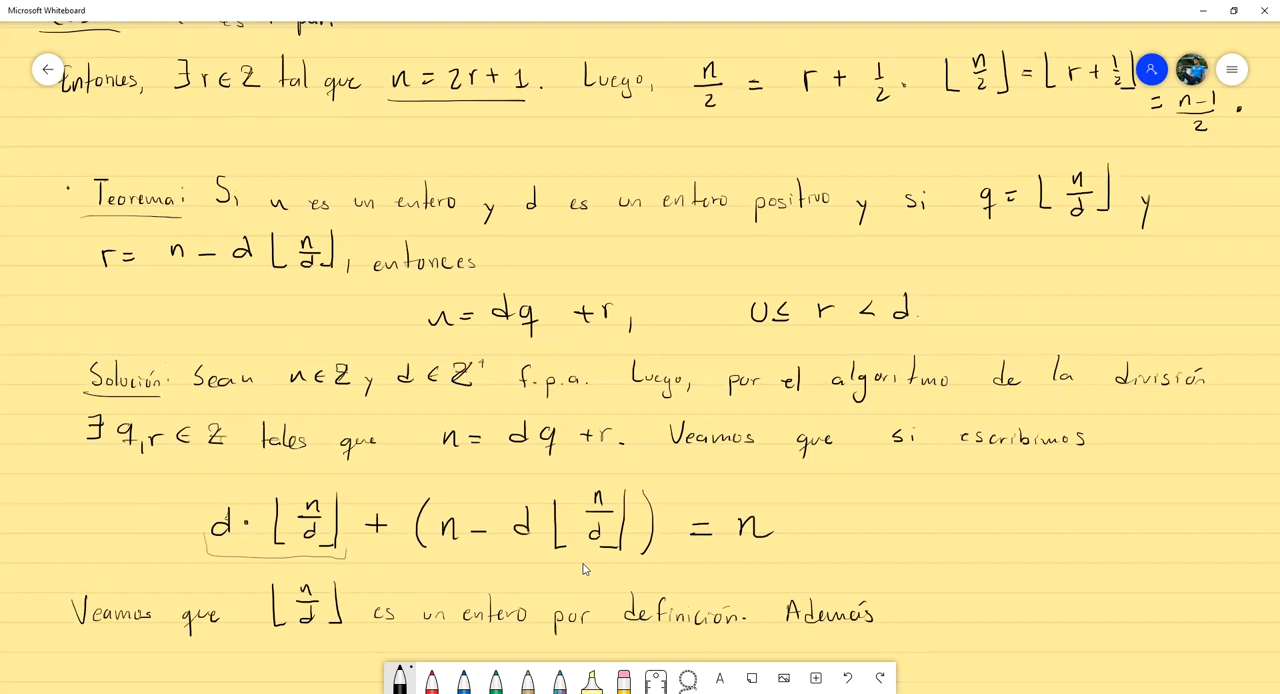 Microsoft Whiteboard
Entonces, ∃ r ∈ Z tal que n = 2r + 1. Luego, n/2 = r + 1/2. ⌊n/2⌋ = ⌊r + 1/2⌋
= n-1/2.
· Teorema: Si n es un entero y d es un entero positivo y si q = ⌊n/d⌋ y
r = n - d ⌊n/d⌋, entonces
n = dq + r, 0 ≤ r < d.
Solución: Sean n ∈ Z y d ∈ Z⁺ f.p.a. Luego, por el algoritmo de la división
∃ q, r ∈ Z tales que n = dq + r. Veamos que si escribimos
d · ⌊n/d⌋ + (n - d ⌊n/d⌋) = n
Veamos que ⌊n/d⌋ es un entero por definición. Además
A